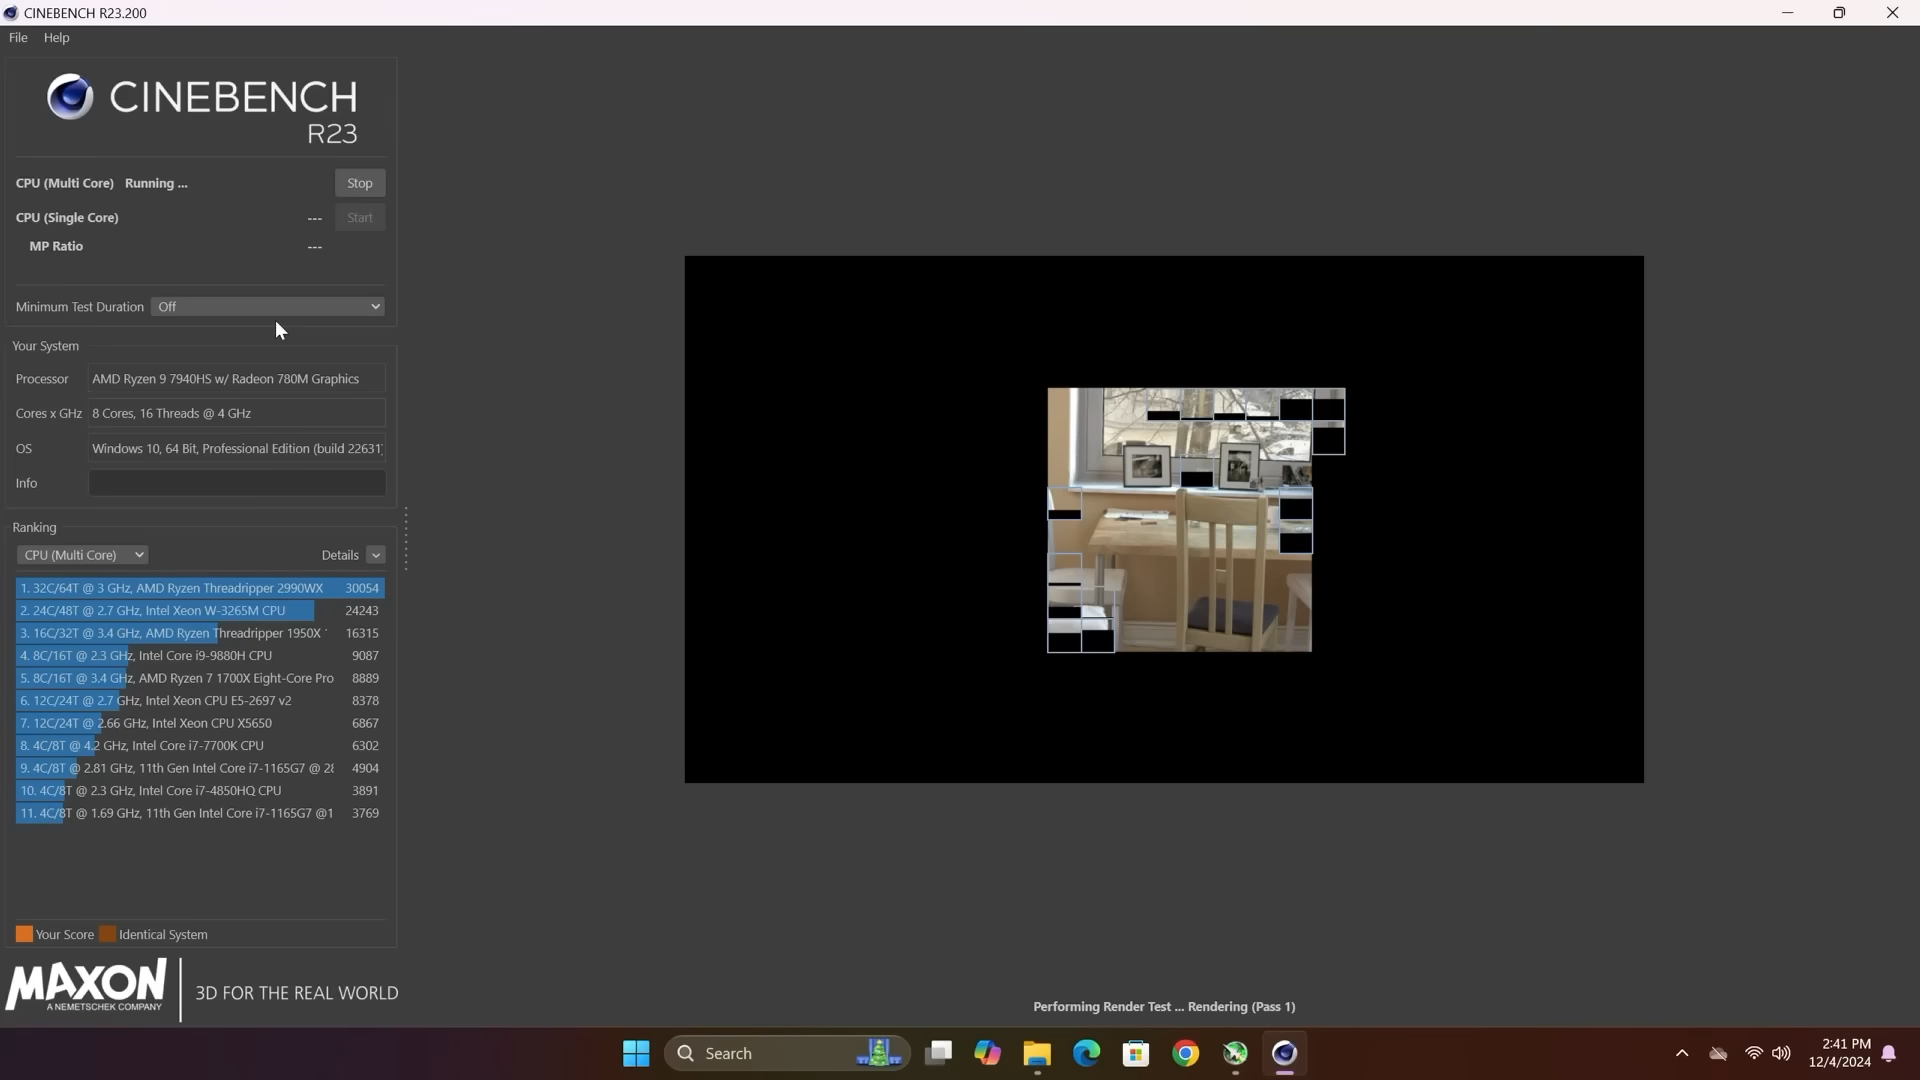 CINEBENCH R23.200
File Help
CINEBENCH
R23
CPU (Multi Core) Running ... Stop
CPU (Single Core) --- Start
MP Ratio ---
Minimum Test Duration Off
Your System
Processor AMD Ryzen 9 7940HS w/ Radeon 780M Graphics
Cores x GHz 8 Cores, 16 Threads @ 4 GHz
OS Windows 10, 64 Bit, Professional Edition (build 22631)
Info
Ranking
CPU (Multi Core) Details
1. 32C/64T @ 3 GHz, AMD Ryzen Threadripper 2990WX 30054
2. 24C/48T @ 2.7 GHz, Intel Xeon W-3265M CPU 24243
3. 16C/32T @ 3.4 GHz, AMD Ryzen Threadripper 1950X 16315
4. 8C/16T @ 2.3 GHz, Intel Core i9-9880H CPU 9087
5. 8C/16T @ 3.4 GHz, AMD Ryzen 7 1700X Eight-Core Pro 8889
6. 12C/24T @ 2.7 GHz, Intel Xeon CPU E5-2697 v2 8378
7. 12C/24T @ 2.66 GHz, Intel Xeon CPU X5650 6867
8. 4C/8T @ 4.2 GHz, Intel Core i7-7700K CPU 6302
9. 4C/8T @ 2.81 GHz, 11th Gen Intel Core i7-1165G7 @ 28 4904
10. 4C/8T @ 2.3 GHz, Intel Core i7-4850HQ CPU 3891
11. 4C/8T @ 1.69 GHz, 11th Gen Intel Core i7-1165G7 @1 3769
Your Score Identical System
MAXON
A NEMETSCHEK COMPANY
3D FOR THE REAL WORLD
Performing Render Test ... Rendering (Pass 1)
Search
2:41 PM
12/4/2024